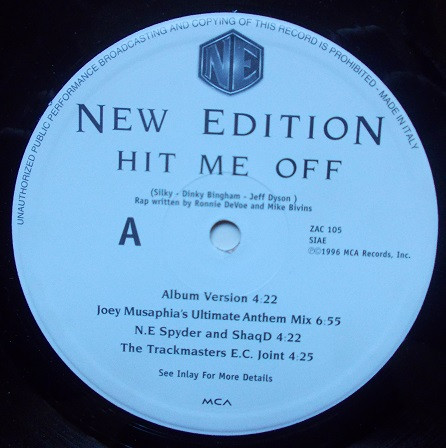 UNAUTHORIZED PUBLIC PERFORMANCE BROADCASTING AND COPYING OF THIS RECORD IS PROHIBITED - MADE IN ITALY
NE
NEW EDITION
HIT ME OFF
(Silky - Dinky Bingham - Jeff Dyson )
Rap written by Ronnie DeVoe and Mike Bivins
A
ZAC 105
SIAE
℗©1996 MCA Records, Inc.
Album Version 4:22
Joey Musaphia's Ultimate Anthem Mix 6:55
N.E Spyder and ShaqD 4:22
The Trackmasters E.C. Joint 4:25
See Inlay For More Details
MCA